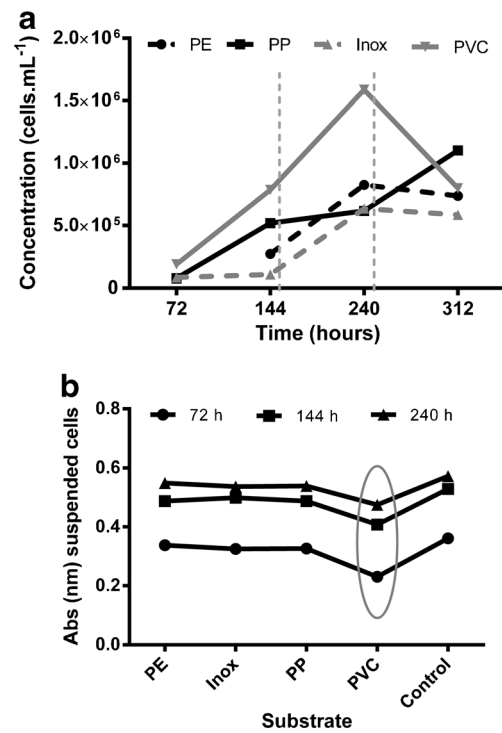 a
PE PP Inox PVC
Concentration (cells.mL⁻¹)
2.0×10⁶
1.5×10⁶
1.0×10⁶
5.0×10⁵
0
72 144 240 312
Time (hours)
b
72 h 144 h 240 h
Abs (nm) suspended cells
0.8
0.6
0.4
0.2
0.0
PE Inox PP PVC Control
Substrate